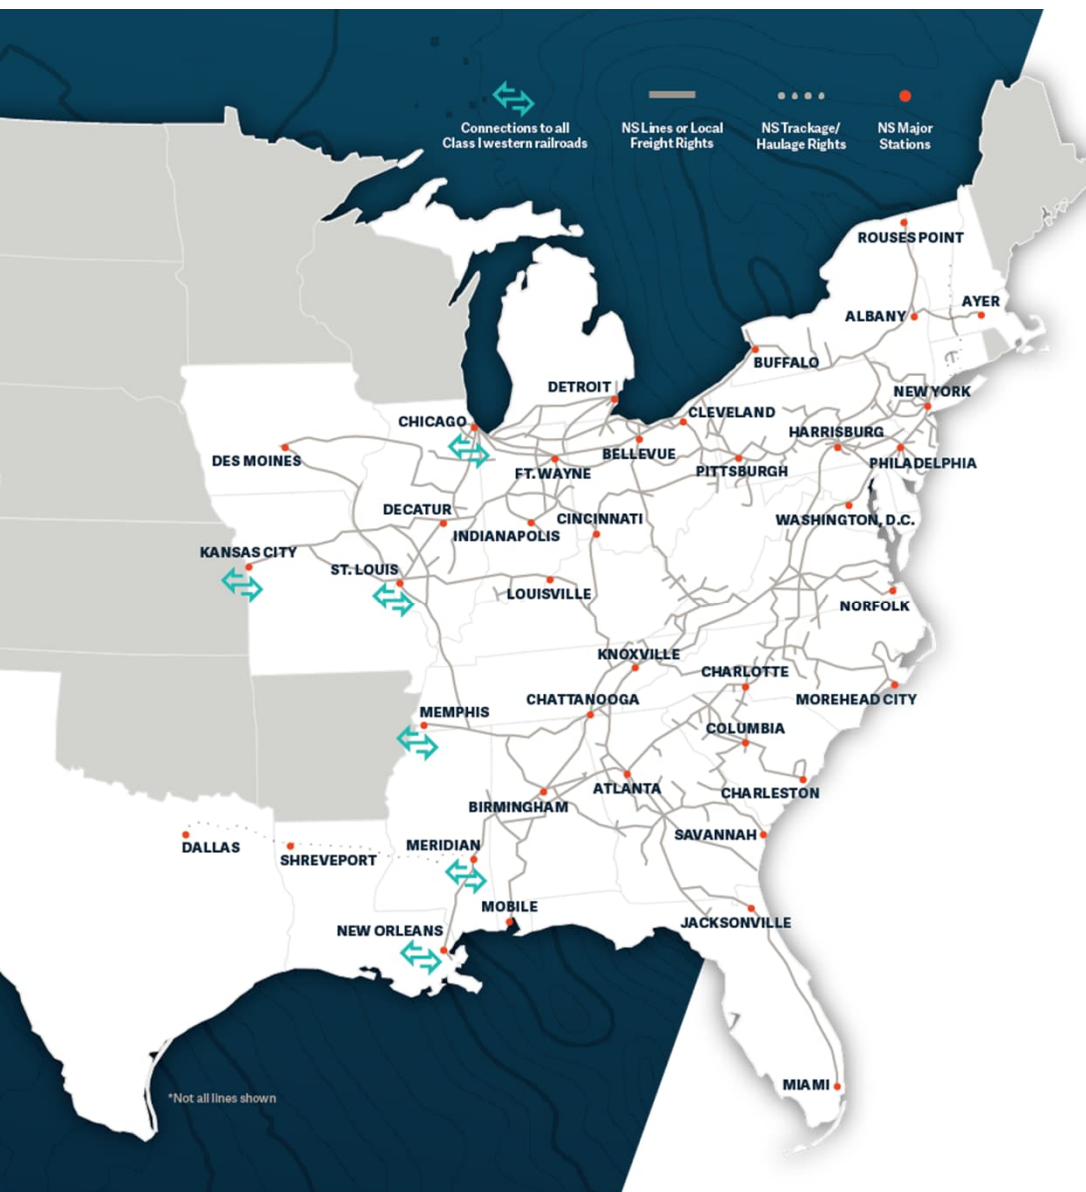 Connections to all
Class I western railroads
NS Lines or Local
Freight Rights
NS Trackage/
Haulage Rights
NS Major
Stations
ROUSES POINT
AYER
ALBANY
BUFFALO
DETROIT
NEW YORK
CLEVELAND
CHICAGO
HARRISBURG
BELLEVUE
DES MOINES
PHILADELPHIA
PITTSBURGH
FT. WAYNE
DECATUR
CINCINNATI
WASHINGTON, D.C.
INDIANAPOLIS
KANSAS CITY
ST. LOUIS
LOUISVILLE
NORFOLK
KNOXVILLE
CHARLOTTE
CHATTANOOGA
MOREHEAD CITY
MEMPHIS
COLUMBIA
ATLANTA
CHARLESTON
BIRMINGHAM
SAVANNAH
MERIDIAN
DALLAS
SHREVEPORT
MOBILE
JACKSONVILLE
NEW ORLEANS
MIAMI
*Not all lines shown